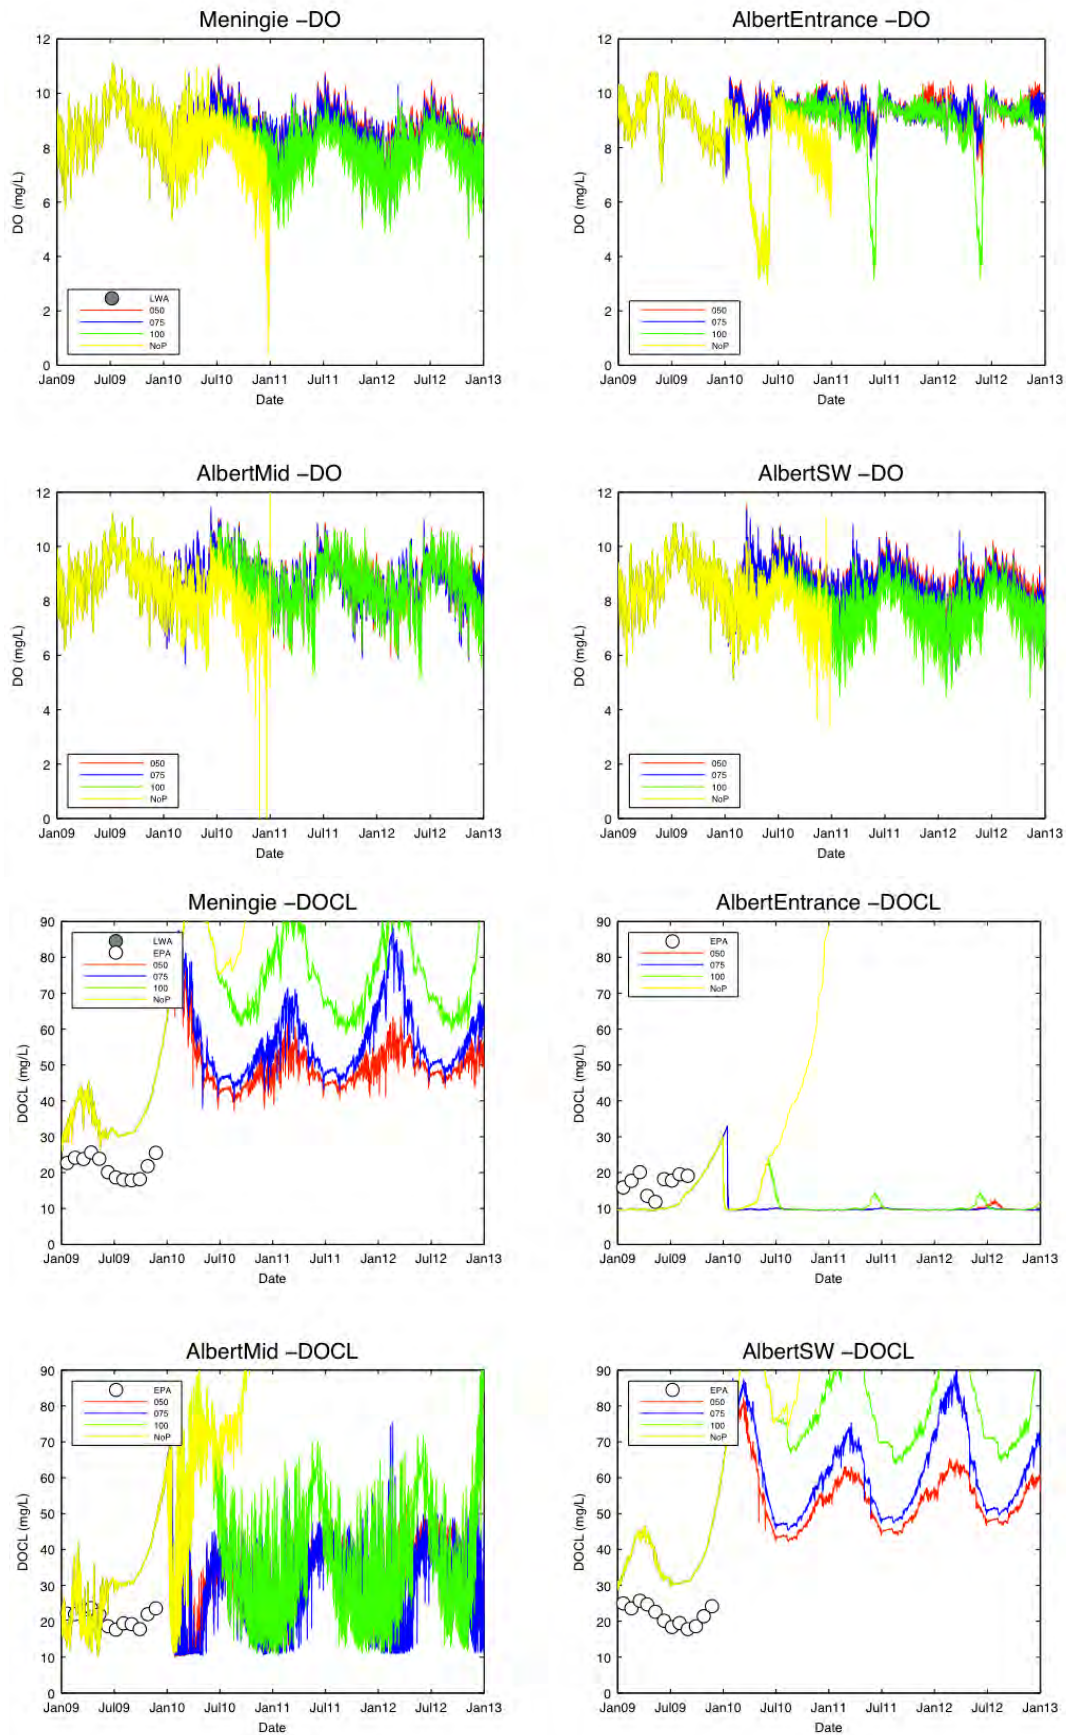 Meningie –DO
12
10
8
6
4
2
0
DO (mg/L)
LWA
050
075
100
NoP
Jan09 Jul09 Jan10 Jul10 Jan11 Jul11 Jan12 Jul12 Jan13
Date
AlbertEntrance –DO
12
10
8
6
4
2
0
DO (mg/L)
050
075
100
NoP
Jan09 Jul09 Jan10 Jul10 Jan11 Jul11 Jan12 Jul12 Jan13
Date
AlbertMid –DO
12
10
8
6
4
2
0
DO (mg/L)
050
075
100
NoP
Jan09 Jul09 Jan10 Jul10 Jan11 Jul11 Jan12 Jul12 Jan13
Date
AlbertSW –DO
12
10
8
6
4
2
0
DO (mg/L)
050
075
100
NoP
Jan09 Jul09 Jan10 Jul10 Jan11 Jul11 Jan12 Jul12 Jan13
Date
Meningie –DOCL
90
80
70
60
50
40
30
20
10
0
DOCL (mg/L)
LWA
EPA
050
075
100
NoP
Jan09 Jul09 Jan10 Jul10 Jan11 Jul11 Jan12 Jul12 Jan13
Date
AlbertEntrance –DOCL
90
80
70
60
50
40
30
20
10
0
DOCL (mg/L)
EPA
050
075
100
NoP
Jan09 Jul09 Jan10 Jul10 Jan11 Jul11 Jan12 Jul12 Jan13
Date
AlbertMid –DOCL
90
80
70
60
50
40
30
20
10
0
DOCL (mg/L)
EPA
050
075
100
NoP
Jan09 Jul09 Jan10 Jul10 Jan11 Jul11 Jan12 Jul12 Jan13
Date
AlbertSW –DOCL
90
80
70
60
50
40
30
20
10
0
DOCL (mg/L)
EPA
050
075
100
NoP
Jan09 Jul09 Jan10 Jul10 Jan11 Jul11 Jan12 Jul12 Jan13
Date